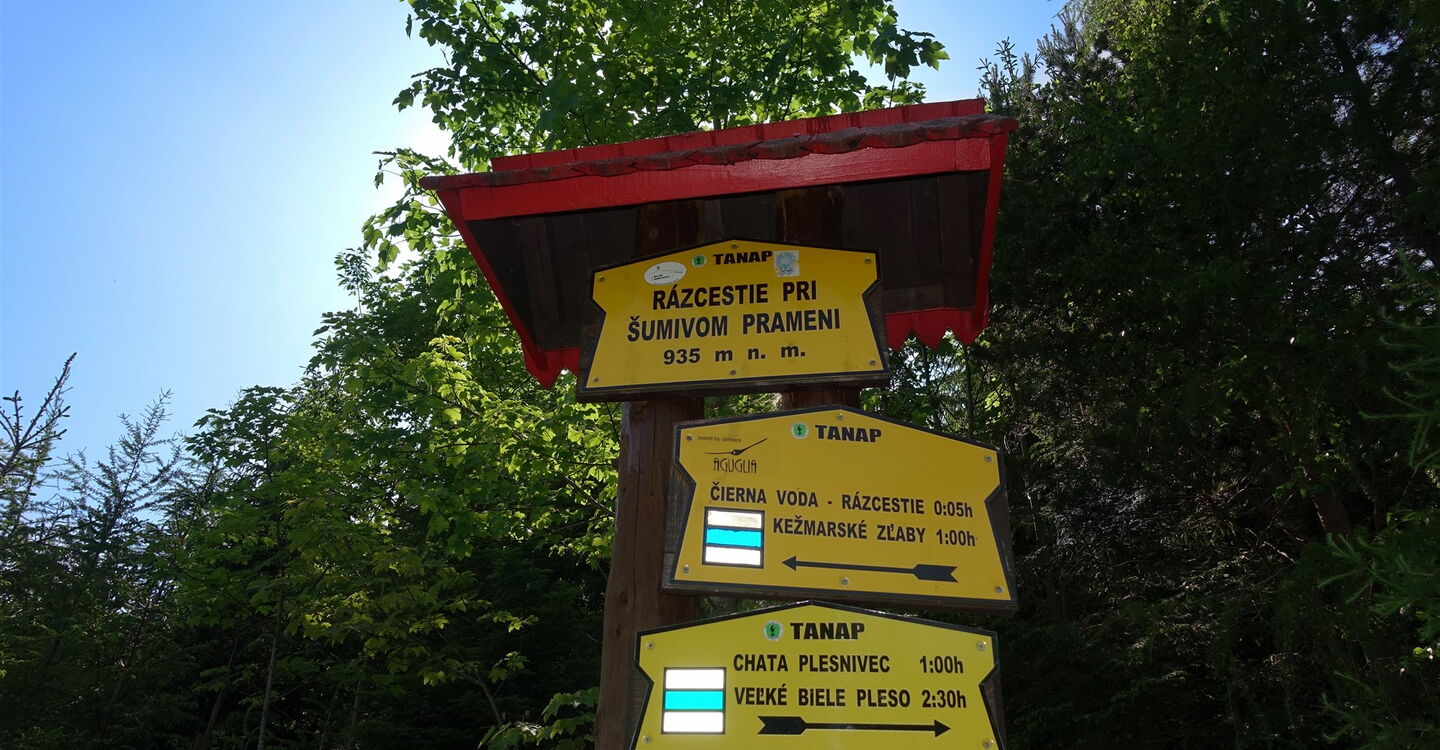 TANAP
RÁZCESTIE PRI
ŠUMIVOM PRAMENI
935 m n. m.
TANAP
tested by climbers
AGUGLIA
ČIERNA VODA - RÁZCESTIE 0:05h
KEŽMARSKÉ ZĽABY 1:00h
TANAP
CHATA PLESNIVEC 1:00h
VEĽKÉ BIELE PLESO 2:30h